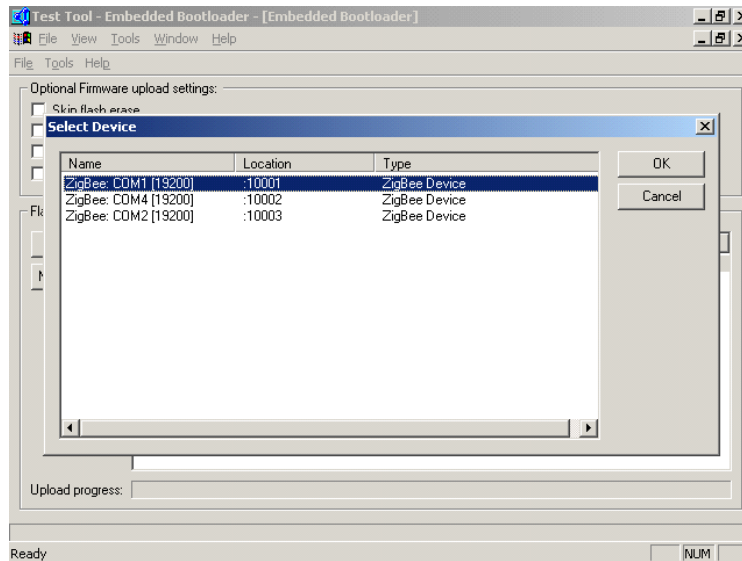 Test Tool - Embedded Bootloader - [Embedded Bootloader]
File View Tools Window Help
File Tools Help
Optional Firmware upload settings:
Skip flash erase
Select Device
Name Location Type
ZigBee: COM1 [19200] :10001 ZigBee Device
ZigBee: COM4 [19200] :10002 ZigBee Device
ZigBee: COM2 [19200] :10003 ZigBee Device
OK
Cancel
Upload progress:
Ready NUM